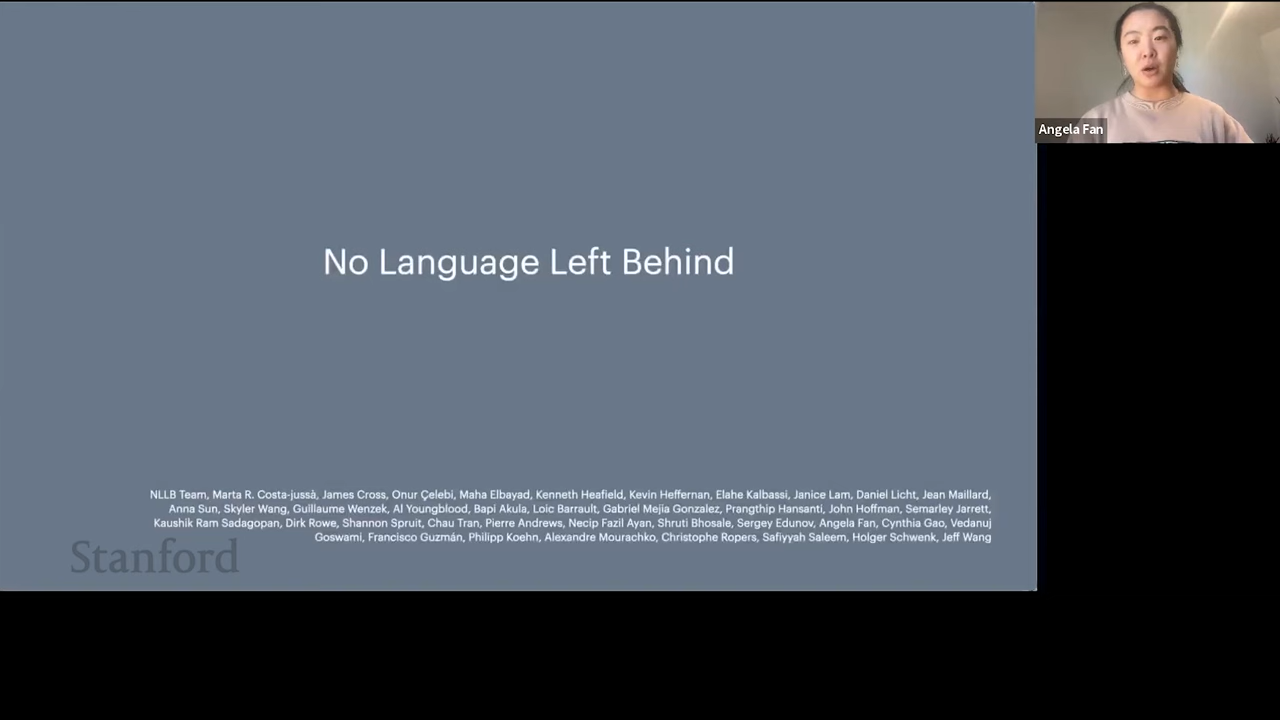 Angela Fan
No Language Left Behind
NLLB Team, Marta R. Costa-jussà, James Cross, Onur Çelebi, Maha Elbayad, Kenneth Heafield, Kevin Heffernan, Elahe Kalbassi, Janice Lam, Daniel Licht, Jean Maillard,
Anna Sun, Skyler Wang, Guillaume Wenzek, Al Youngblood, Bapi Akula, Loic Barrault, Gabriel Mejia Gonzalez, Prangthip Hansanti, John Hoffman, Semarley Jarrett,
Kaushik Ram Sadagopan, Dirk Rowe, Shannon Spruit, Chau Tran, Pierre Andrews, Necip Fazil Ayan, Shruti Bhosale, Sergey Edunov, Angela Fan, Cynthia Gao, Vedanuj
Goswami, Francisco Guzmán, Philipp Koehn, Alexandre Mourachko, Christophe Ropers, Safiyyah Saleem, Holger Schwenk, Jeff Wang
Stanford